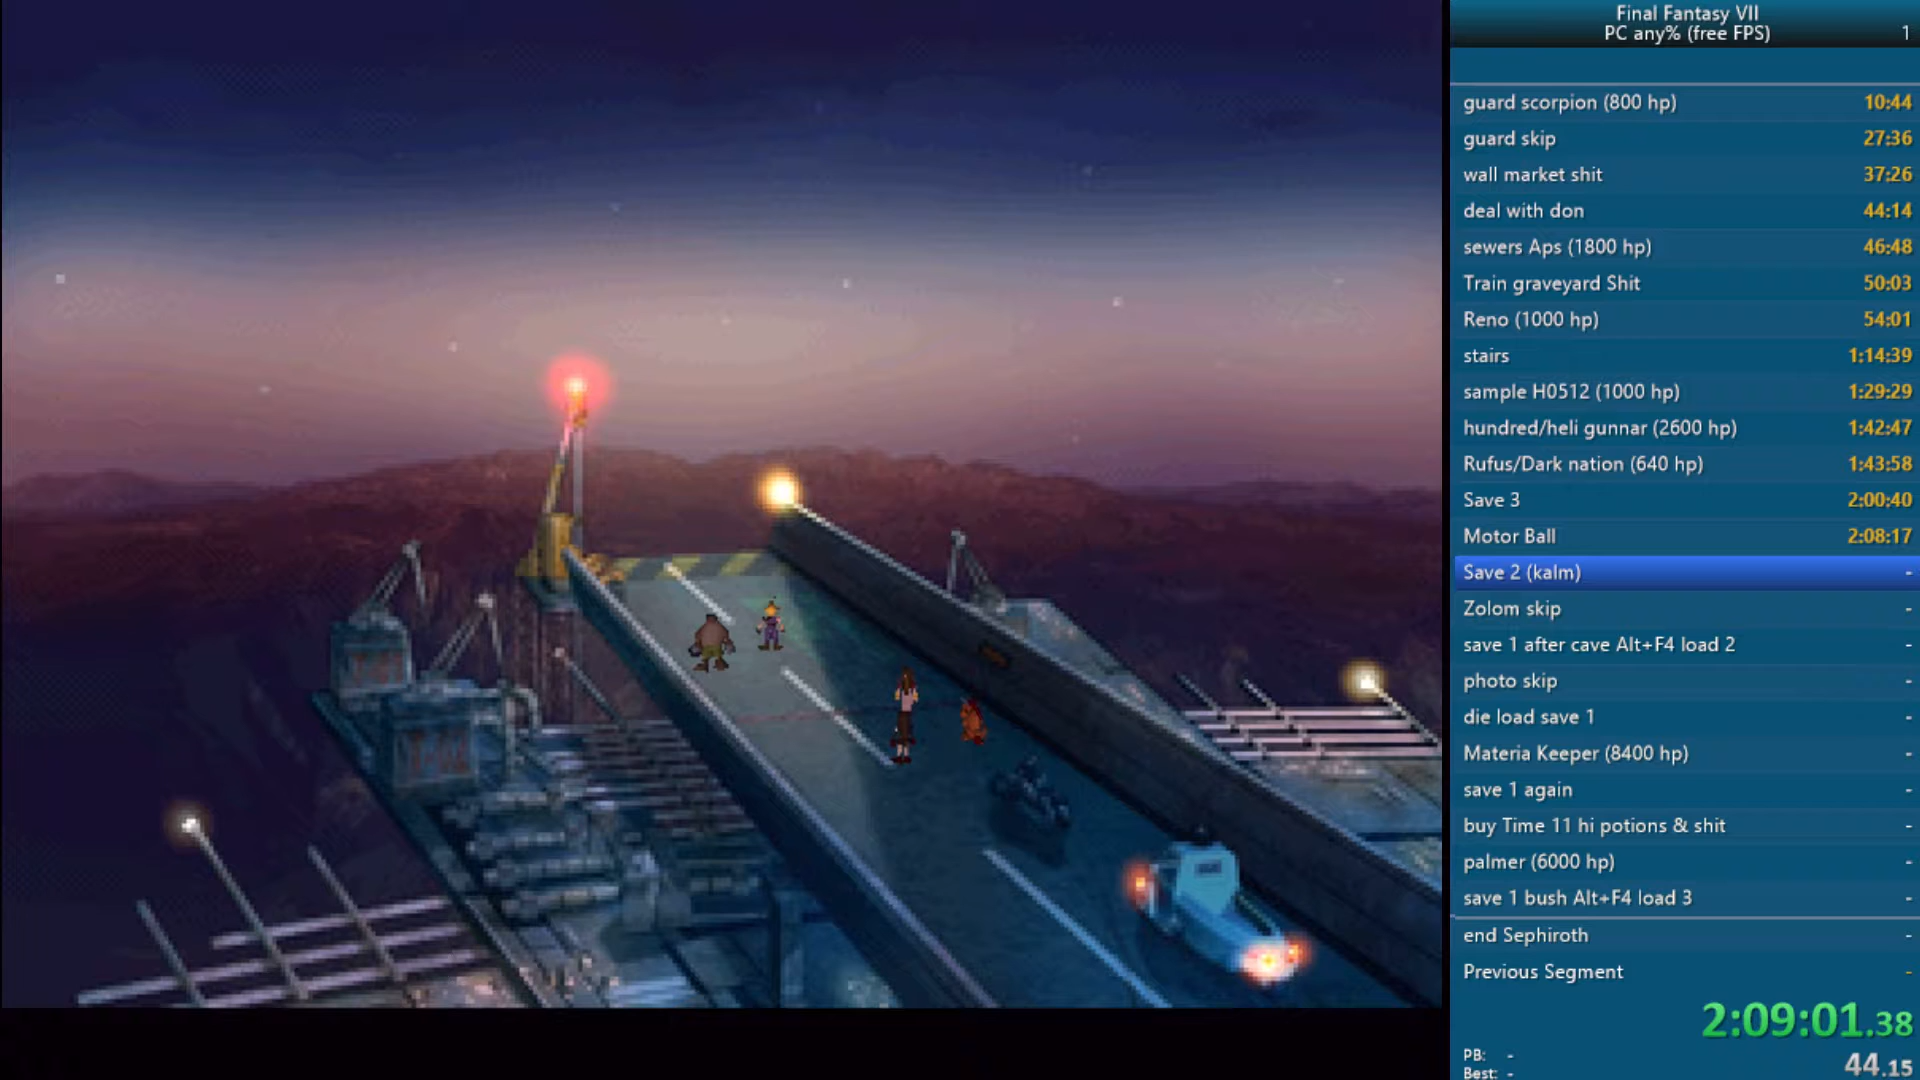 Final Fantasy VII
PC any% (free FPS) 1
guard scorpion (800 hp) 10:44
guard skip 27:36
wall market shit 37:26
deal with don 44:14
sewers Aps (1800 hp) 46:48
Train graveyard Shit 50:03
Reno (1000 hp) 54:01
stairs 1:14:39
sample H0512 (1000 hp) 1:29:29
hundred/heli gunnar (2600 hp) 1:42:47
Rufus/Dark nation (640 hp) 1:43:58
Save 3 2:00:40
Motor Ball 2:08:17
Save 2 (kalm) -
Zolom skip -
save 1 after cave Alt+F4 load 2 -
photo skip -
die load save 1 -
Materia Keeper (8400 hp) -
save 1 again -
buy Time 11 hi potions & shit -
palmer (6000 hp) -
save 1 bush Alt+F4 load 3 -
end Sephiroth -
Previous Segment -
2:09:01.38
PB: -
Best: - 44.15